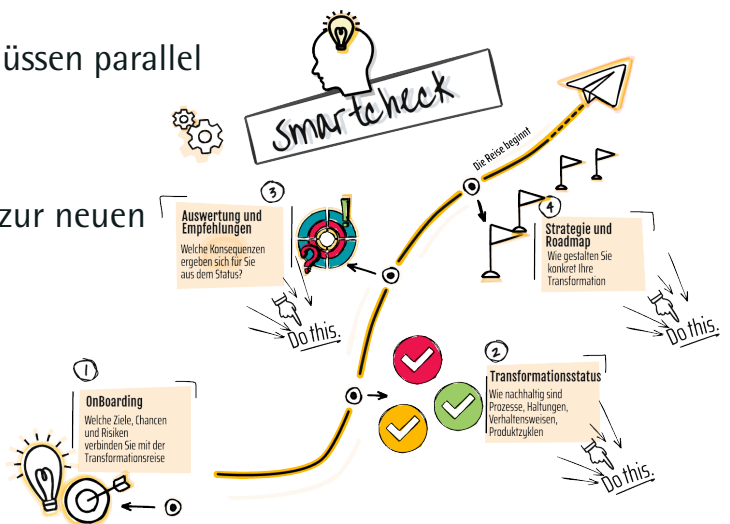 üssen parallel
smartcheck
Die Reise beginnt
zur neuen
3
Auswertung und
Empfehlungen
Welche Konsequenzen
ergeben sich für Sie
aus dem Status?
Do this.
4
Strategie und
Roadmap
Wie gestalten Sie
konkret Ihre
Transformation
Do this.
1
OnBoarding
Welche Ziele, Chancen
und Risiken
verbinden Sie mit der
Transformationsreise
2
Transformationsstatus
Wie nachhaltig sind
Prozesse, Haltungen,
Verhaltensweisen,
Produktzyklen
Do this.